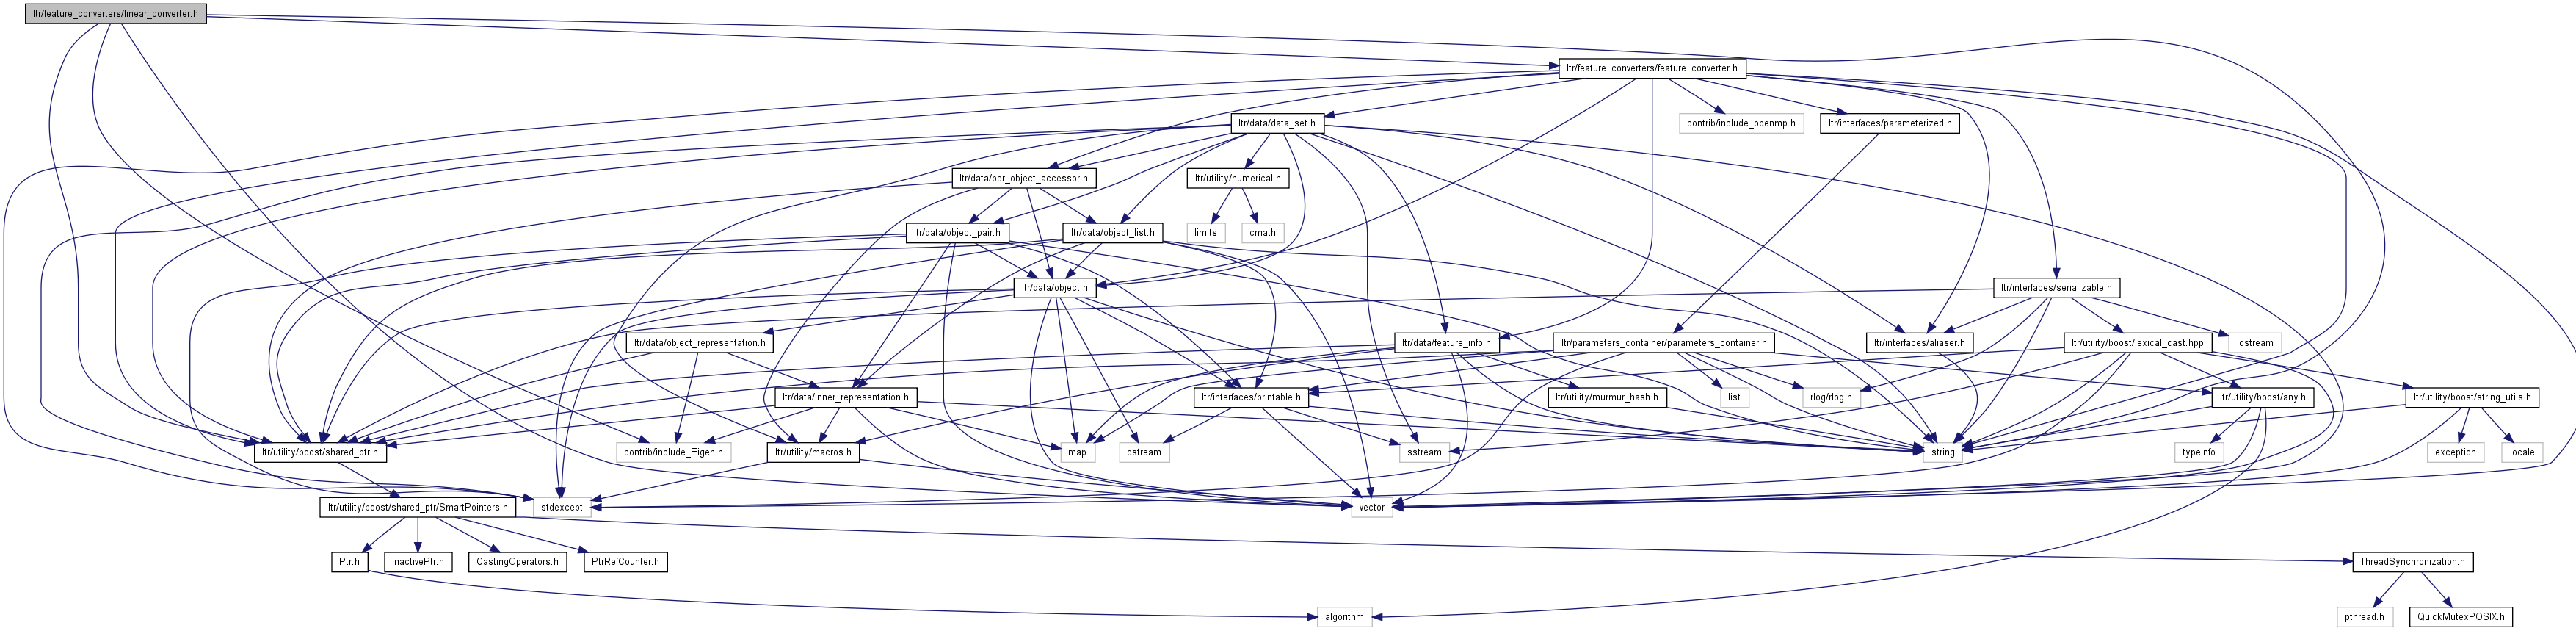 ltr/feature_converters/linear_converter.h
ltr/feature_converters/feature_converter.h
ltr/data/data_set.h
contrib/include_openmp.h
ltr/interfaces/parameterized.h
ltr/data/per_object_accessor.h
ltr/utility/numerical.h
ltr/data/object_pair.h
ltr/data/object_list.h
limits
cmath
ltr/data/object.h
ltr/interfaces/serializable.h
ltr/data/object_representation.h
ltr/data/feature_info.h
ltr/parameters_container/parameters_container.h
ltr/interfaces/aliaser.h
ltr/utility/boost/lexical_cast.hpp
iostream
ltr/data/inner_representation.h
ltr/interfaces/printable.h
ltr/utility/murmur_hash.h
list
rlog/rlog.h
ltr/utility/boost/any.h
ltr/utility/boost/string_utils.h
ltr/utility/boost/shared_ptr.h
contrib/include_Eigen.h
ltr/utility/macros.h
map
ostream
sstream
string
typeinfo
exception
locale
ltr/utility/boost/shared_ptr/SmartPointers.h
stdexcept
vector
Ptr.h
InactivePtr.h
CastingOperators.h
PtrRefCounter.h
ThreadSynchronization.h
algorithm
pthread.h
QuickMutexPOSIX.h